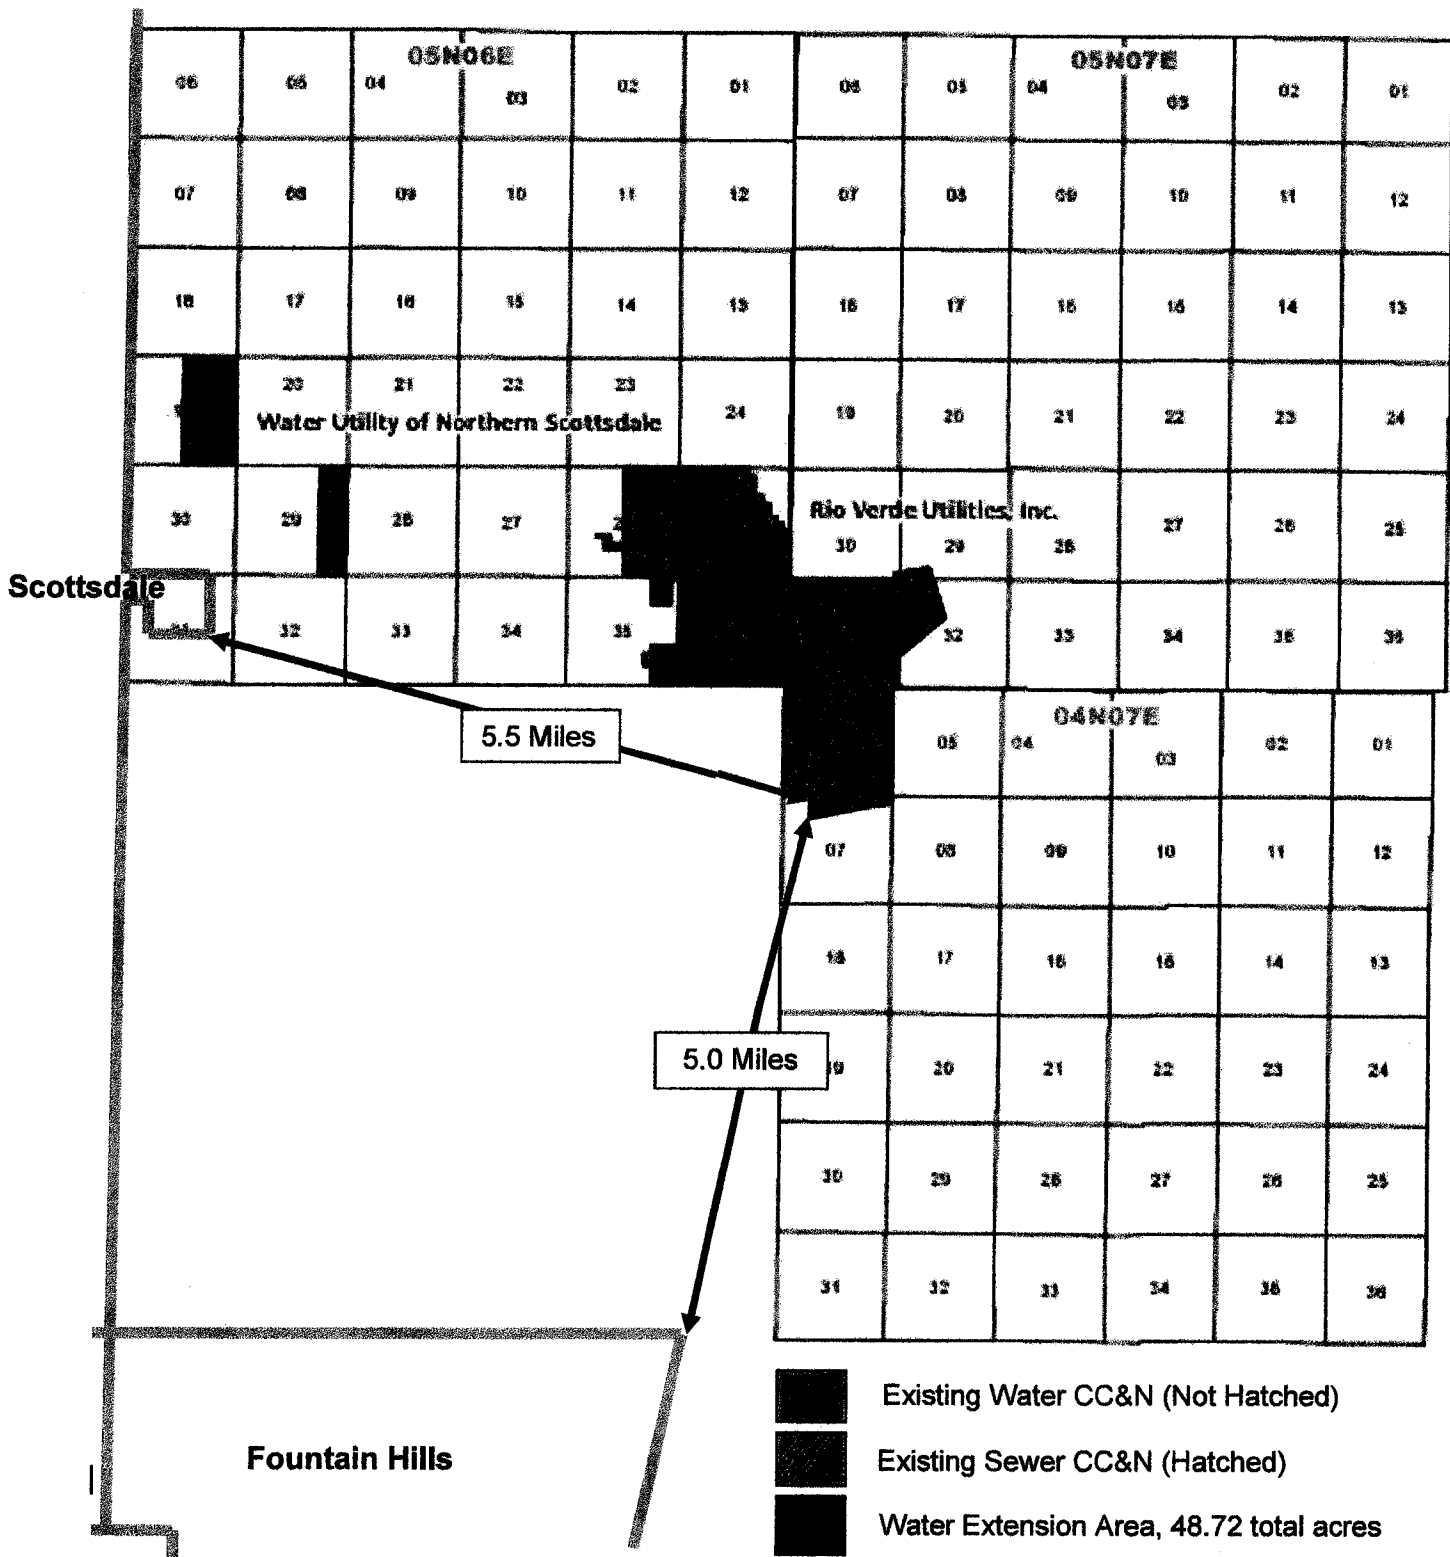 05N06E 05N07E
06 05 04 03 02 01 06 05 04 03 02 01
07 08 09 10 11 12 07 08 09 10 11 12
18 17 16 15 14 13 18 17 16 15 14 13
20 21 22 23 24 19 20 21 22 23 24
Water Utility of Northern Scottsdale
Rio Verde Utilities, Inc.
30 29 28 27 30 29 28 27 26 25
Scottsdale
31 32 33 34 35 32 33 34 35 36
5.5 Miles
04N07E
05 04 03 02 01
07 08 09 10 11 12
18 17 16 15 14 13
5.0 Miles
19 20 21 22 23 24
30 29 28 27 26 25
31 32 33 34 35 36
Fountain Hills
Existing Water CC&N (Not Hatched)
Existing Sewer CC&N (Hatched)
Water Extension Area, 48.72 total acres